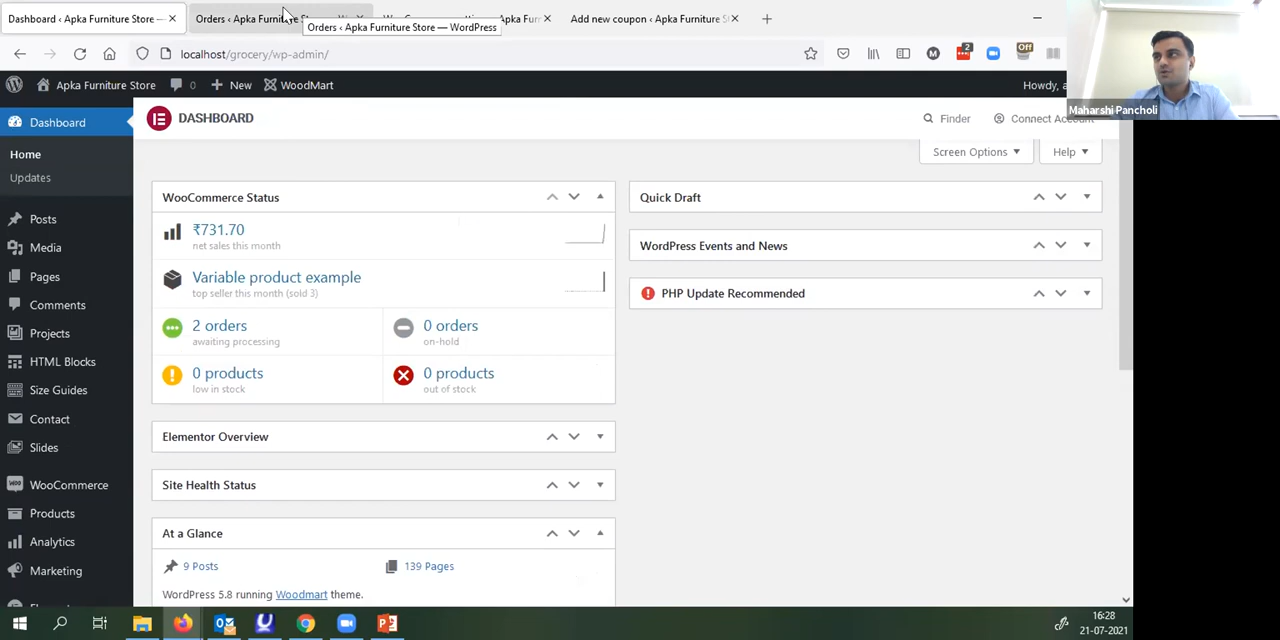 Dashboard ‹ Apka Furniture Store —
Orders ‹ Apka Furniture
Apka Fur
Add new coupon ‹ Apka Furniture S
Orders ‹ Apka Furniture Store — WordPress
localhost/grocery/wp-admin/
2
Off
Apka Furniture Store
0
New
WoodMart
Howdy, a
Maharshi Pancholi
Dashboard
Home
Updates
Posts
Media
Pages
Comments
Projects
HTML Blocks
Size Guides
Contact
Slides
WooCommerce
Products
Analytics
Marketing
DASHBOARD
Finder
Connect Account
Screen Options
Help
WooCommerce Status
₹731.70
net sales this month
Variable product example
top seller this month (sold 3)
2 orders
awaiting processing
0 orders
on-hold
0 products
low in stock
0 products
out of stock
Elementor Overview
Site Health Status
At a Glance
9 Posts
139 Pages
WordPress 5.8 running Woodmart theme.
Quick Draft
WordPress Events and News
PHP Update Recommended
16:28
21-07-2021